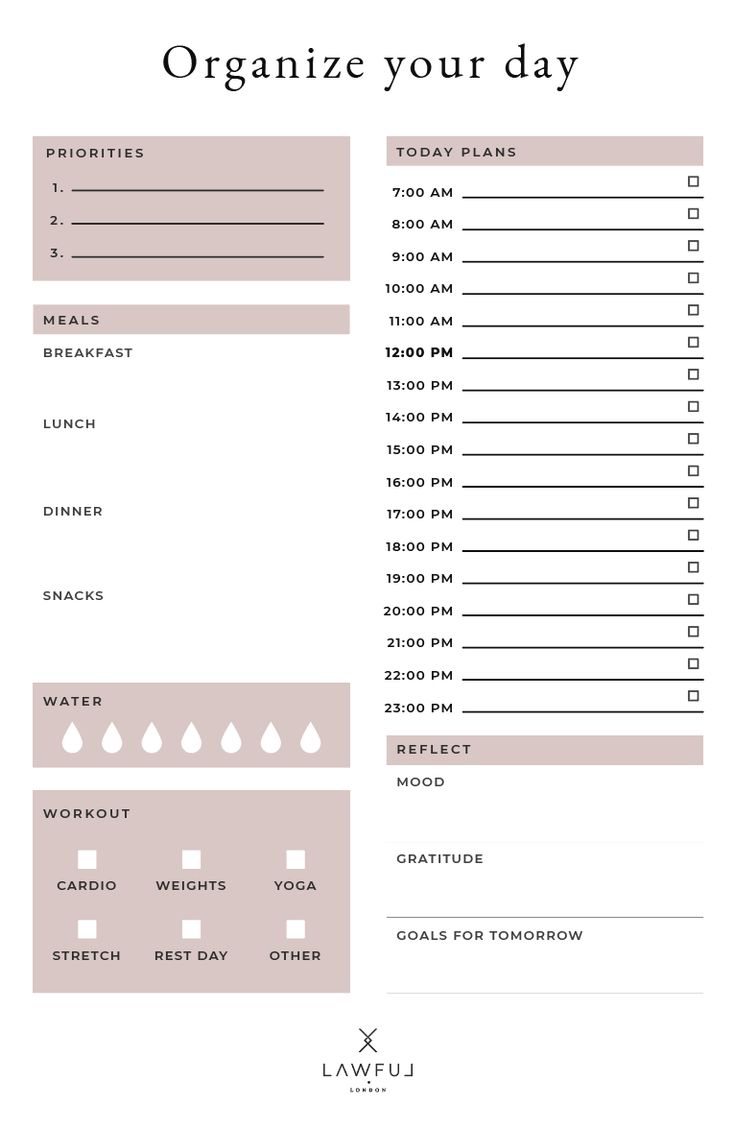 Organize your day
PRIORITIES
1.
2.
3.
MEALS
BREAKFAST
LUNCH
DINNER
SNACKS
WATER
WORKOUT
CARDIO WEIGHTS YOGA
STRETCH REST DAY OTHER
TODAY PLANS
7:00 AM
8:00 AM
9:00 AM
10:00 AM
11:00 AM
12:00 PM
13:00 PM
14:00 PM
15:00 PM
16:00 PM
17:00 PM
18:00 PM
19:00 PM
20:00 PM
21:00 PM
22:00 PM
23:00 PM
REFLECT
MOOD
GRATITUDE
GOALS FOR TOMORROW
LAWFUL
LONDON